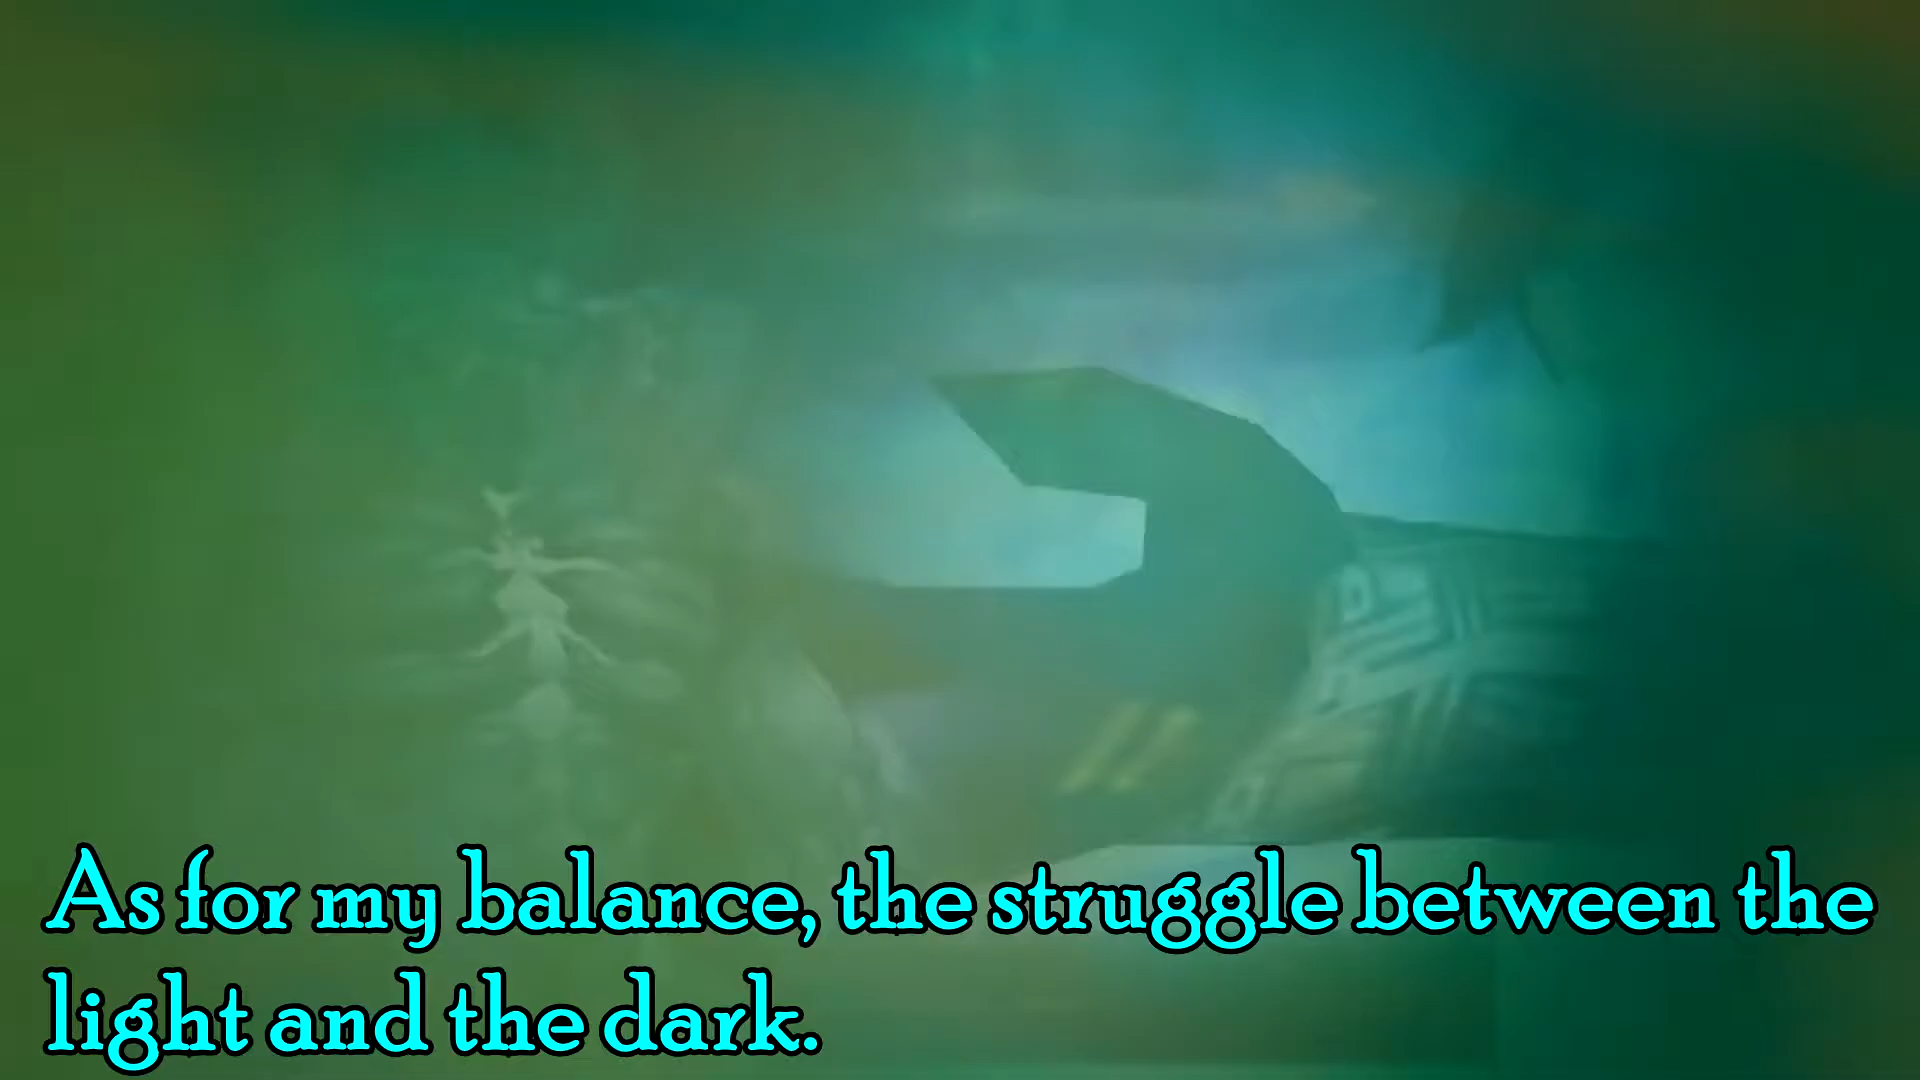 As for my balance, the struggle between the
light and the dark.